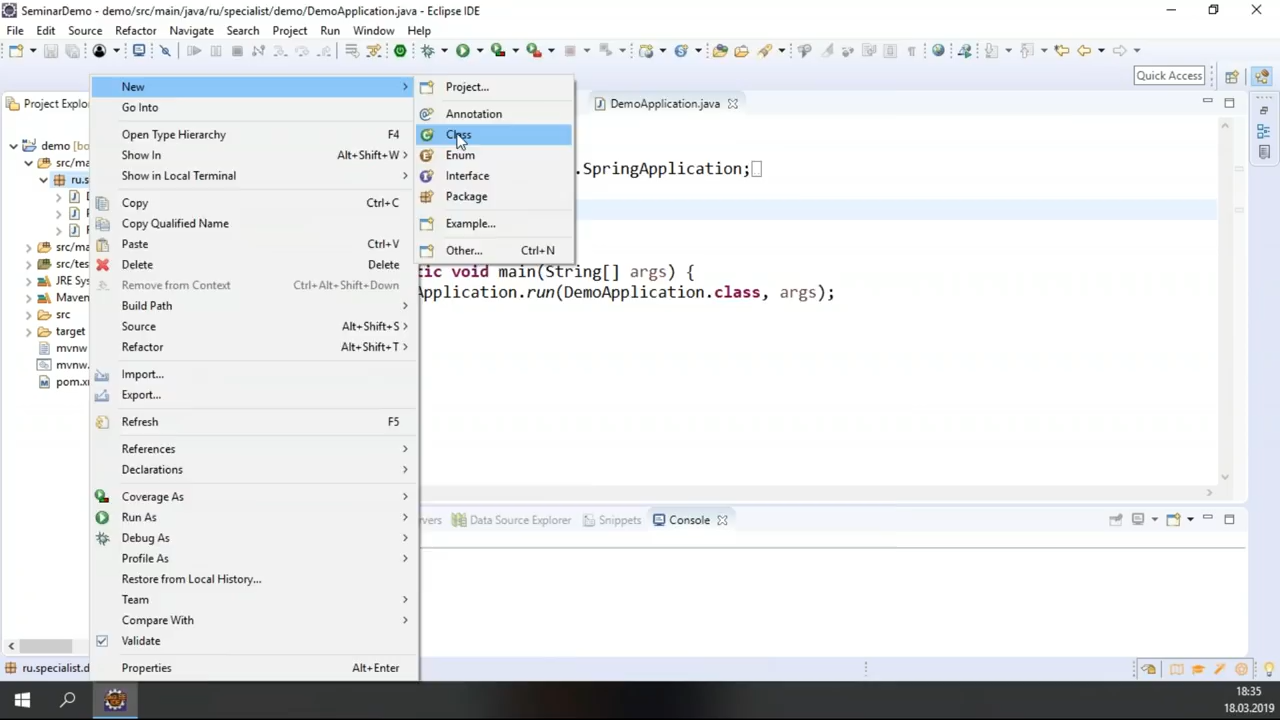 SeminarDemo - demo/src/main/java/ru/specialist/demo/DemoApplication.java - Eclipse IDE
File Edit Source Refactor Navigate Search Project Run Window Help
Quick Access
Project Explo
DemoApplication.java
demo [bo
src/ma
ru.s
src/ma
src/te
JRE Sys
Maven
src
target
mvnw
mvnw.
pom.x
New
Go Into
Open Type Hierarchy F4
Show In Alt+Shift+W
Show in Local Terminal
Copy Ctrl+C
Copy Qualified Name
Paste Ctrl+V
Delete Delete
Remove from Context Ctrl+Alt+Shift+Down
Build Path
Source Alt+Shift+S
Refactor Alt+Shift+T
Import...
Export...
Refresh F5
References
Declarations
Coverage As
Run As
Debug As
Profile As
Restore from Local History...
Team
Compare With
Validate
Properties Alt+Enter
Project...
Annotation
Class
Enum
Interface
Package
Example...
Other... Ctrl+N
.SpringApplication;
tic void main(String[] args) {
Application.run(DemoApplication.class, args);
rvers Data Source Explorer Snippets Console
ru.specialist.d
18:35
18.03.2019